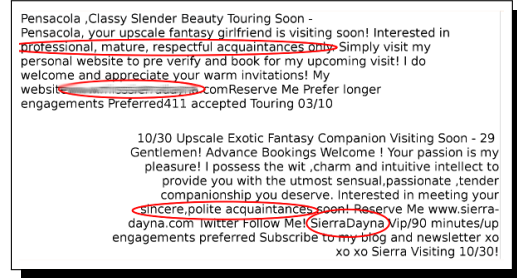 Pensacola ,Classy Slender Beauty Touring Soon -
Pensacola, your upscale fantasy girlfriend is visiting soon! Interested in
professional, mature, respectful acquaintances only. Simply visit my
personal website to pre verify and book for my upcoming visit! I do
welcome and appreciate your warm invitations! My
website comReserve Me Prefer longer
engagements Preferred411 accepted Touring 03/10
10/30 Upscale Exotic Fantasy Companion Visiting Soon - 29
Gentlemen! Advance Bookings Welcome ! Your passion is my
pleasure! I possess the wit ,charm and intuitive intellect to
provide you with the utmost sensual,passionate ,tender
companionship you deserve. Interested in meeting your
sincere,polite acquaintances soon! Reserve Me www.sierra-
dayna.com Twitter Follow Me! SierraDayna Vip/90 minutes/up
engagements preferred Subscribe to my blog and newsletter xo
xo xo Sierra Visiting 10/30!